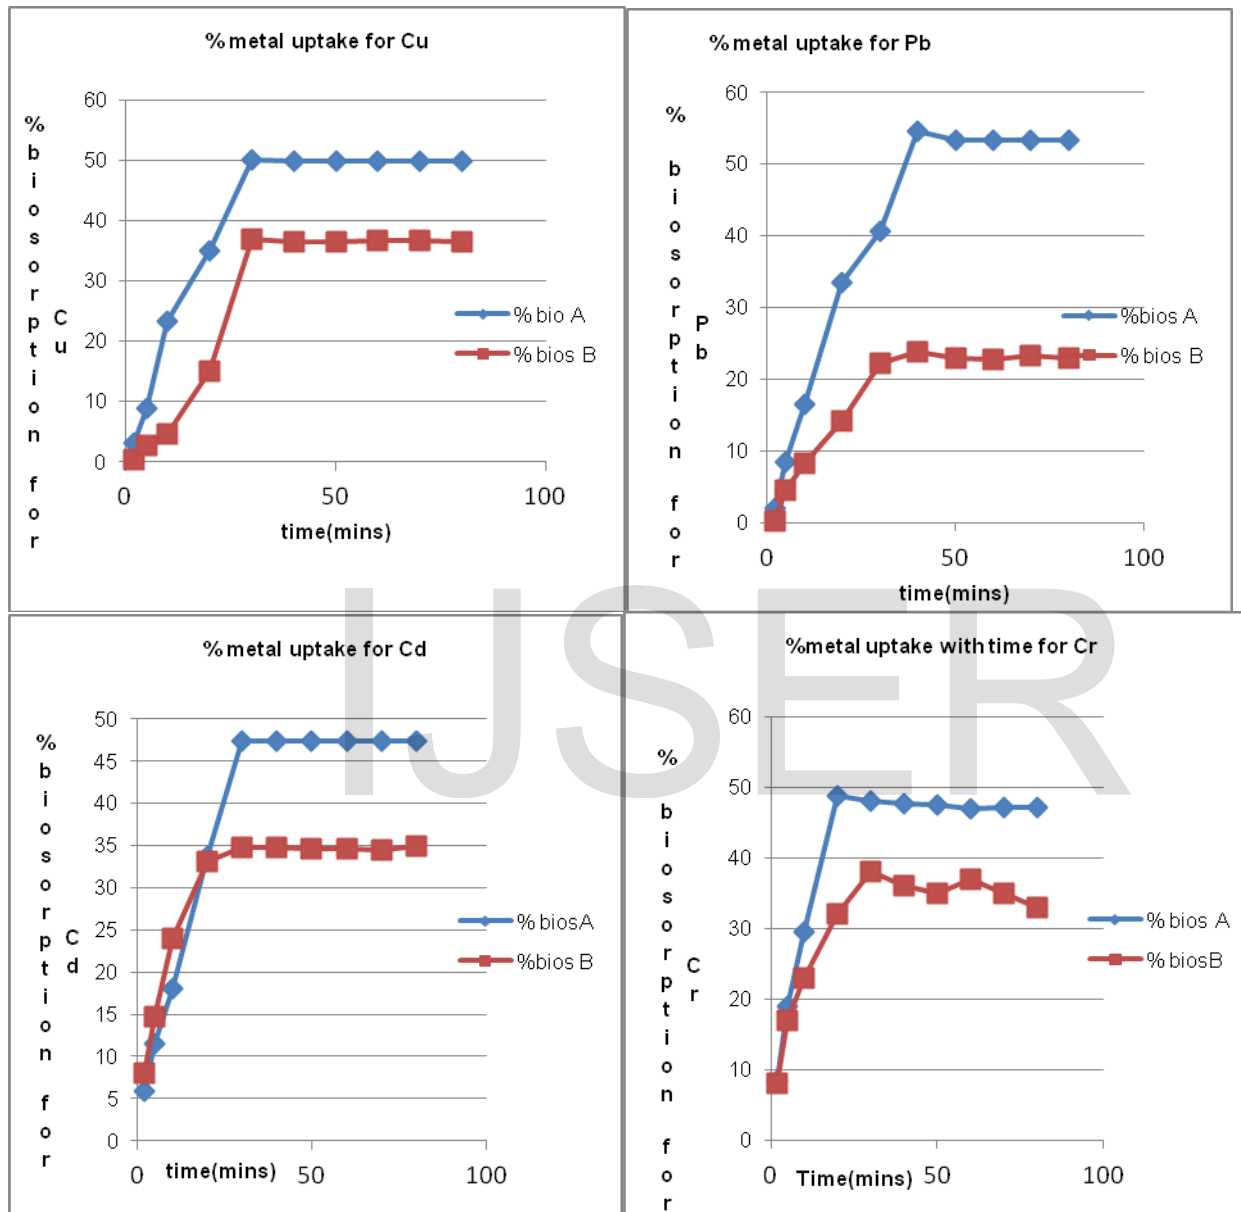 % metal uptake for Cu
% biosorption for Cu
60
50
40
30
20
10
0
0 50 100
time(mins)
% bio A
% bios B
% metal uptake for Pb
% biosorption for Pb
60
50
40
30
20
10
0
0 50 100
time(mins)
%bios A
% bios B
% metal uptake for Cd
% biosorption for Cd
50
45
40
35
30
25
20
15
10
5
0
0 50 100
time(mins)
% biosA
%bios B
%metal uptake with time for Cr
% biosorption for Cr
60
50
40
30
20
10
0
0 50 100
Time(mins)
% bios A
% biosB
IJSER